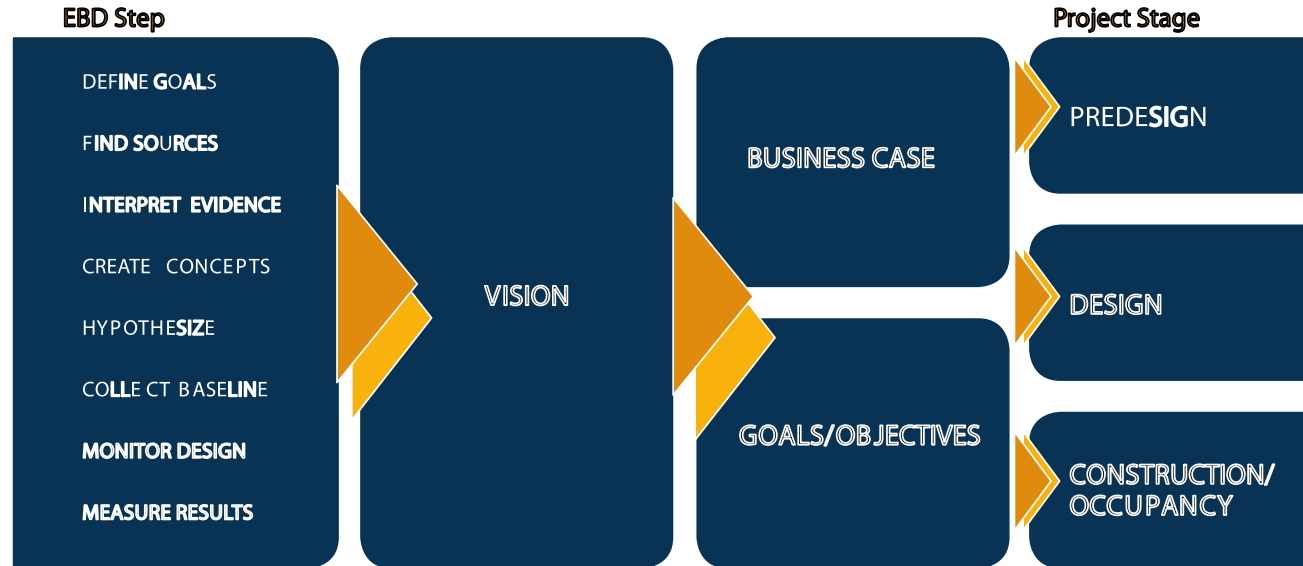 EBD Step
DEFINE GOALS
FIND SOURCES
INTERPRET EVIDENCE
CREATE CONCEPTS
HYPOTHESIZE
COLLECT BASELINE
MONITOR DESIGN
MEASURE RESULTS
VISION
BUSINESS CASE
GOALS/OBJECTIVES
Project Stage
PREDESIGN
DESIGN
CONSTRUCTION/
OCCUPANCY